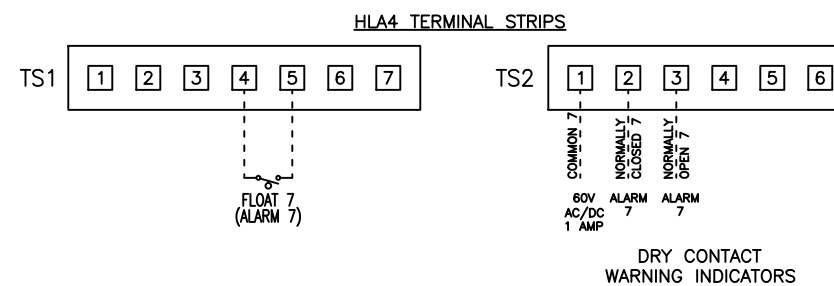 HLA4 TERMINAL STRIPS
TS1 1 2 3 4 5 6 7
FLOAT 7
(ALARM 7)
TS2 1 2 3 4 5 6
COMMON 7
NORMALLY
CLOSED 7
NORMALLY
OPEN 7
60V
AC/DC
1 AMP
ALARM
7
ALARM
7
DRY CONTACT
WARNING INDICATORS